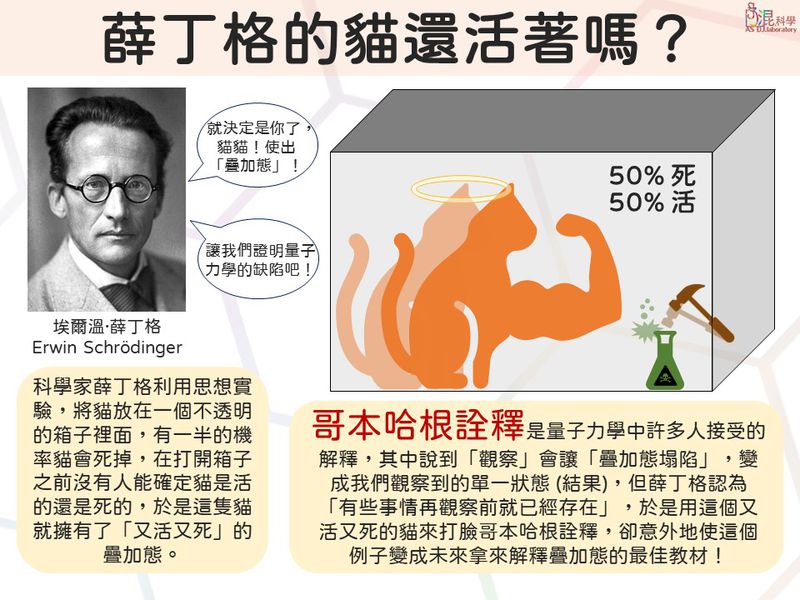 薛丁格的貓還活著嗎？
混科學
AS U Laboratory
就決定是你了，
貓貓！使出
「疊加態」！
讓我們證明量子
力學的缺陷吧！
埃爾溫·薛丁格
Erwin Schrödinger
50% 死
50% 活
科學家薛丁格利用思想實
驗，將貓放在一個不透明
的箱子裡面，有一半的機
率貓會死掉，在打開箱子
之前沒有人能確定貓是活
的還是死的，於是這隻貓
就擁有了「又活又死」的
疊加態。
哥本哈根詮釋是量子力學中許多人接受的
解釋，其中說到「觀察」會讓「疊加態塌陷」，變
成我們觀察到的單一狀態 (結果)，但薛丁格認為
「有些事情再觀察前就已經存在」，於是用這個又
活又死的貓來打臉哥本哈根詮釋，卻意外地使這個
例子變成未來拿來解釋疊加態的最佳教材！